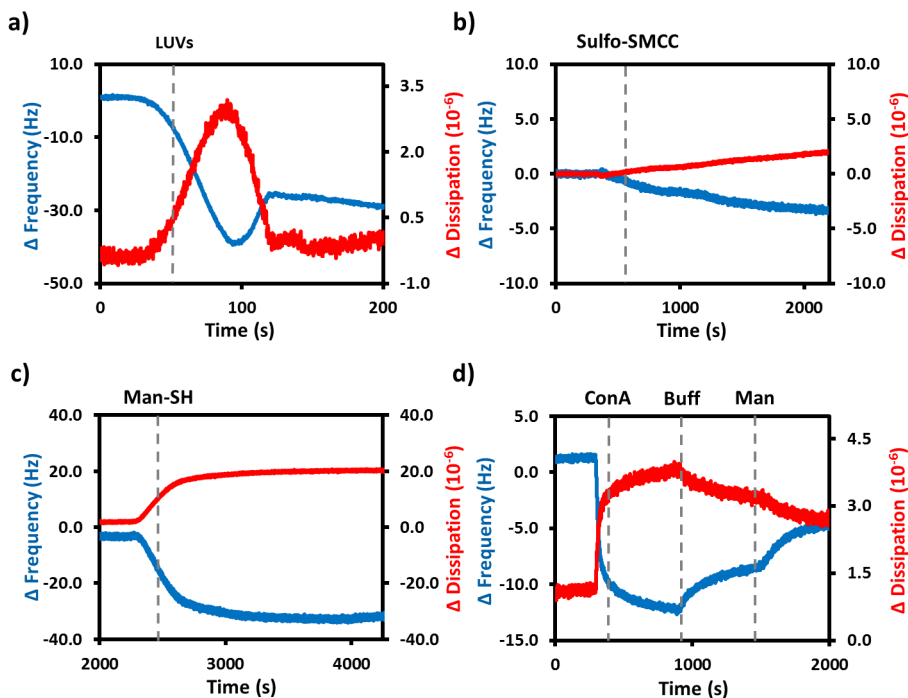 a)
LUVs
10.0
-10.0
-30.0
-50.0
Δ Frequency (Hz)
3.5
2.0
0.5
-1.0
Δ Dissipation (10-6)
0
100
200
Time (s)
b)
Sulfo-SMCC
10.0
5.0
0.0
-5.0
-10.0
Δ Frequency (Hz)
10.0
5.0
0.0
-5.0
-10.0
Δ Dissipation (10-6)
0
1000
2000
Time (s)
c)
Man-SH
40.0
20.0
0.0
-20.0
-40.0
Δ Frequency (Hz)
40.0
20.0
0.0
-20.0
-40.0
Δ Dissipation (10-6)
2000
3000
4000
Time (s)
d)
ConA Buff Man
5.0
0.0
-5.0
-10.0
-15.0
Δ Frequency (Hz)
4.5
3.0
1.5
0.0
Δ Dissipation (10-6)
0
1000
2000
Time (s)